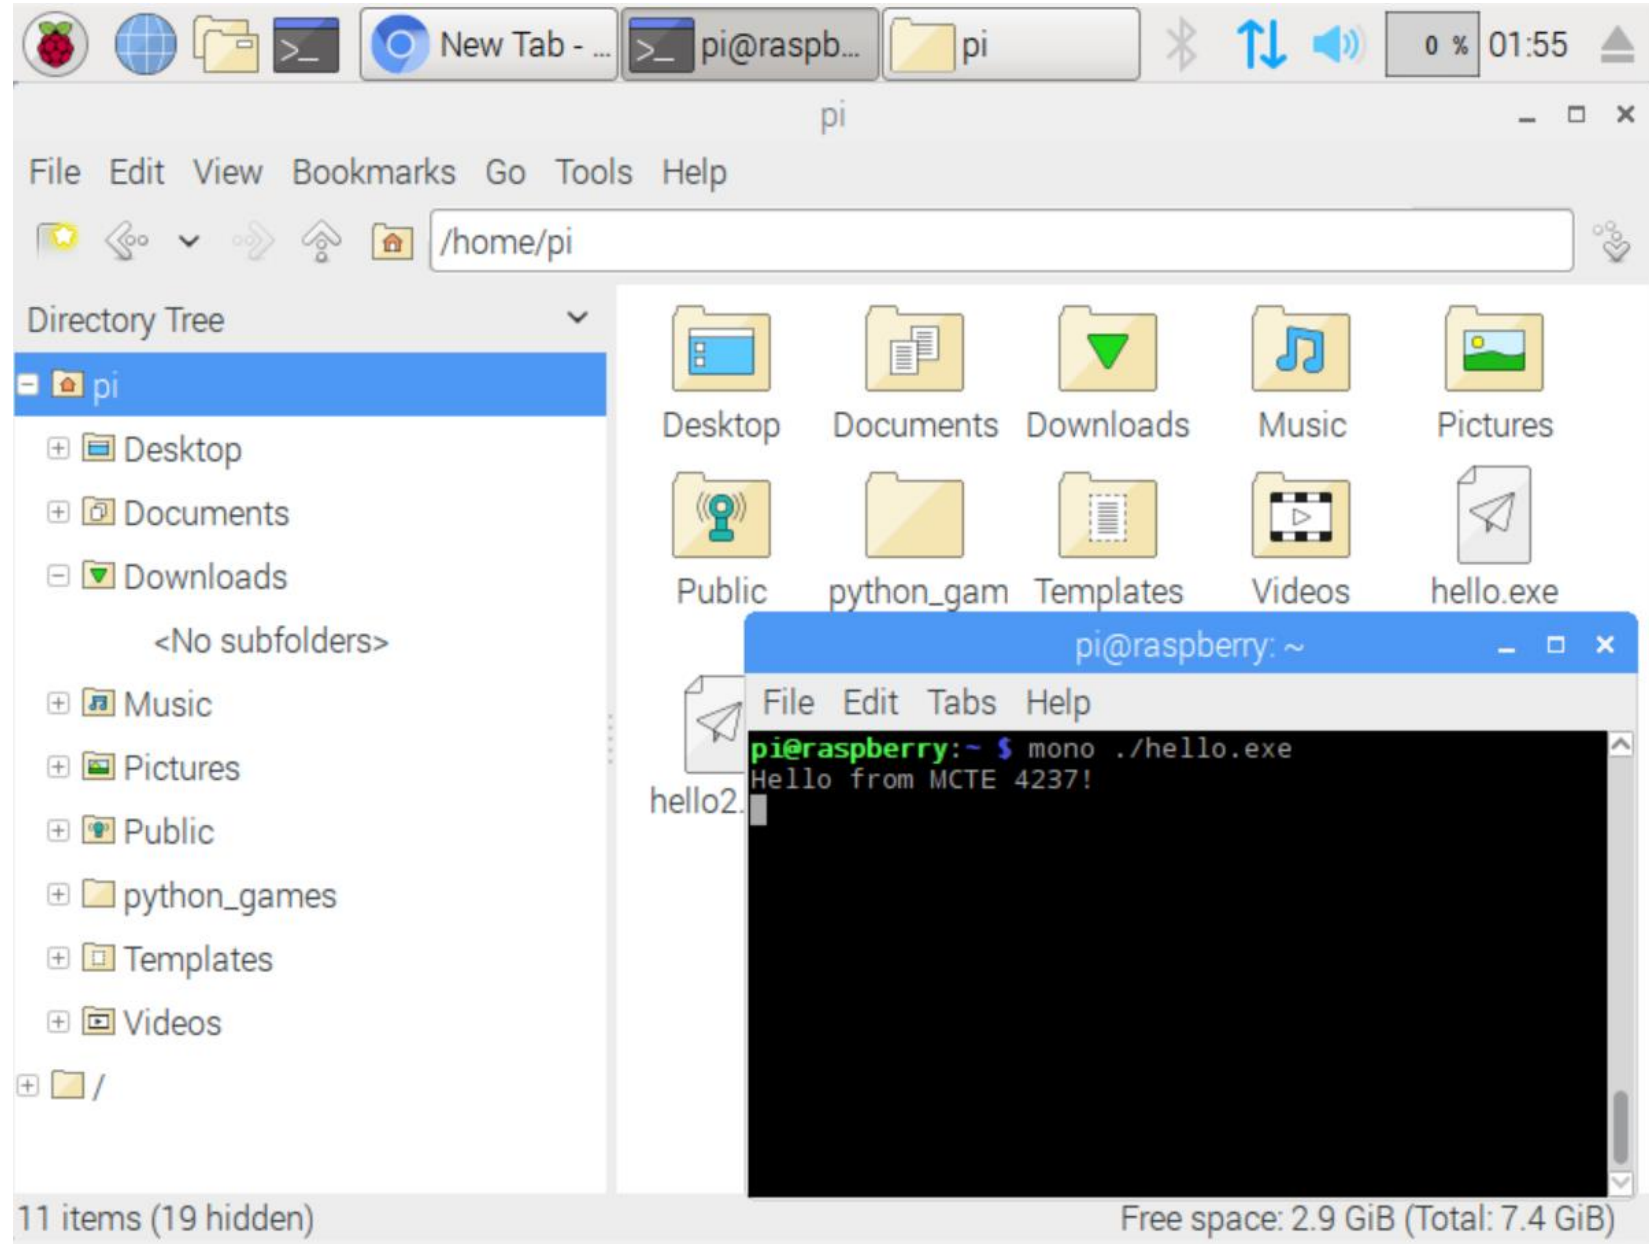 New Tab - ... pi@raspb... pi 0 % 01:55
pi
File Edit View Bookmarks Go Tools Help
/home/pi
Directory Tree
pi
Desktop
Documents
Downloads
<No subfolders>
Music
Pictures
Public
python_games
Templates
Videos
/
Desktop Documents Downloads Music Pictures
Public python_gam Templates Videos hello.exe
hello2.
pi@raspberry: ~
File Edit Tabs Help
pi@raspberry:~ $ mono ./hello.exe
Hello from MCTE 4237!
11 items (19 hidden) Free space: 2.9 GiB (Total: 7.4 GiB)